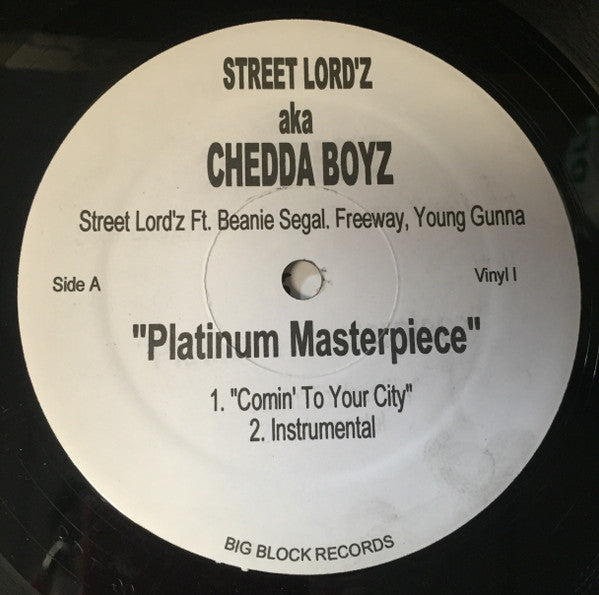 STREET LORD'Z
aka
CHEDDA BOYZ
Street Lord'z Ft. Beanie Segal. Freeway, Young Gunna
Side A
Vinyl I
"Platinum Masterpiece"
1. "Comin' To Your City"
2. Instrumental
BIG BLOCK RECORDS